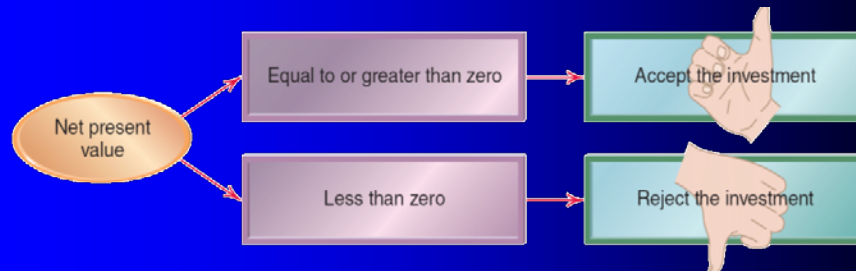 Net present
value
Equal to or greater than zero
Accept the investment
Less than zero
Reject the investment